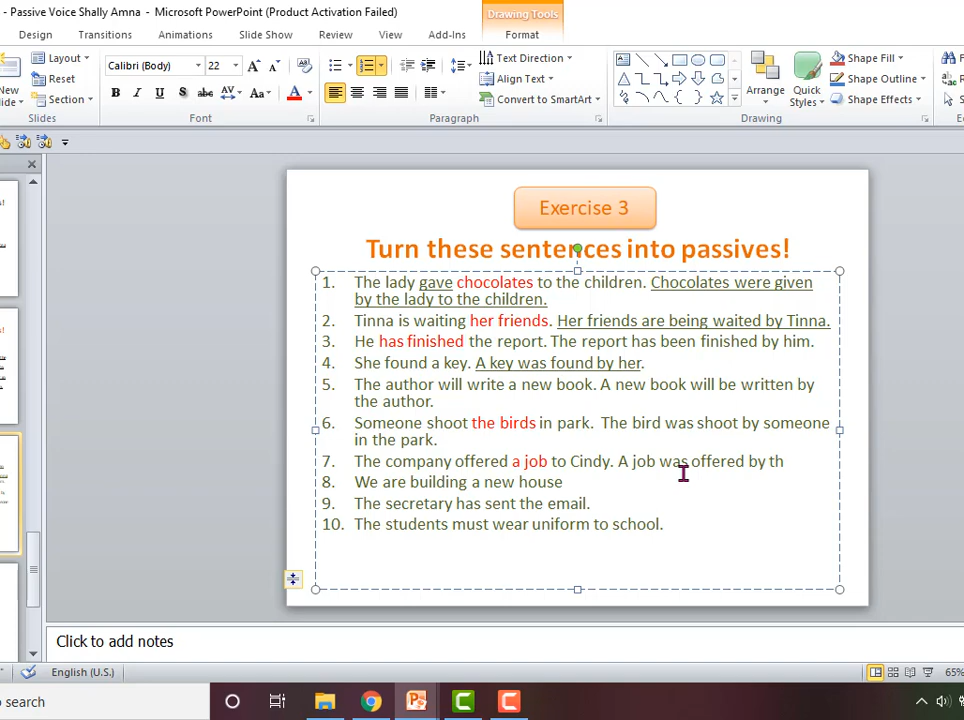 - Passive Voice Shally Amna - Microsoft PowerPoint (Product Activation Failed)
Drawing Tools
Design Transitions Animations Slide Show Review View Add-Ins Format
Layout
Reset
Section
New
Slide
Slides
Calibri (Body) 22
Font
Text Direction
Align Text
Convert to SmartArt
Paragraph
Arrange
Quick
Styles
Shape Fill
Shape Outline
Shape Effects
Drawing
Exercise 3
Turn these sentences into passives!
1. The lady gave chocolates to the children. Chocolates were given
by the lady to the children.
2. Tinna is waiting her friends. Her friends are being waited by Tinna.
3. He has finished the report. The report has been finished by him.
4. She found a key. A key was found by her.
5. The author will write a new book. A new book will be written by
the author.
6. Someone shoot the birds in park. The bird was shoot by someone
in the park.
7. The company offered a job to Cindy. A job was offered by th
8. We are building a new house
9. The secretary has sent the email.
10. The students must wear uniform to school.
Click to add notes
English (U.S.)
65%
o search